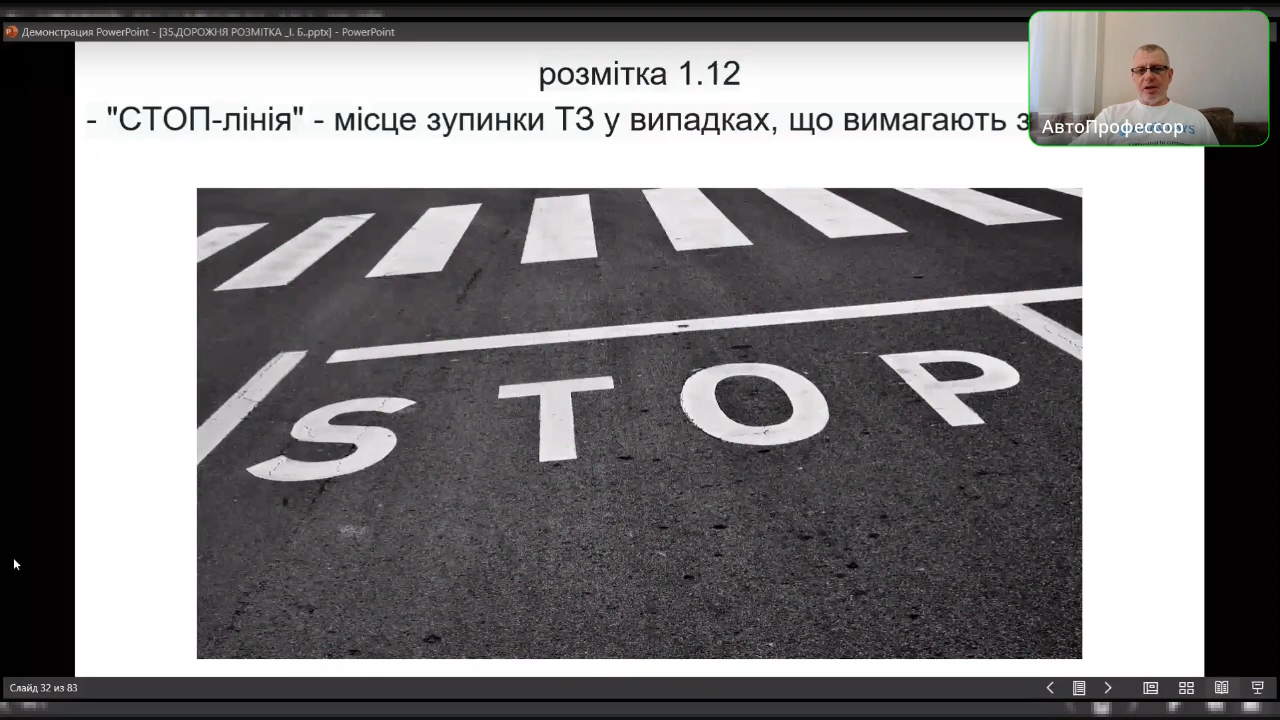 Демонстрация PowerPoint - [35.ДОРОЖНЯ РОЗМІТКА _І. Б..pptx] - PowerPoint
розмітка 1.12
- "СТОП-лінія" - місце зупинки ТЗ у випадках, що вимагають з
АвтоПрофессор
STOP
Слайд 32 из 83